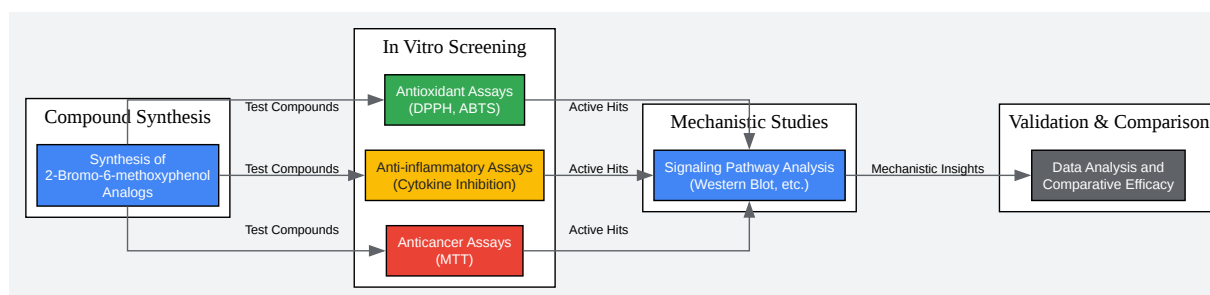 Compound Synthesis
Synthesis of
2-Bromo-6-methoxyphenol
Analogs
Test Compounds
Test Compounds
Test Compounds
In Vitro Screening
Antioxidant Assays
(DPPH, ABTS)
Anti-inflammatory Assays
(Cytokine Inhibition)
Anticancer Assays
(MTT)
Active Hits
Active Hits
Active Hits
Mechanistic Studies
Signaling Pathway Analysis
(Western Blot, etc.)
Mechanistic Insights
Validation & Comparison
Data Analysis and
Comparative Efficacy